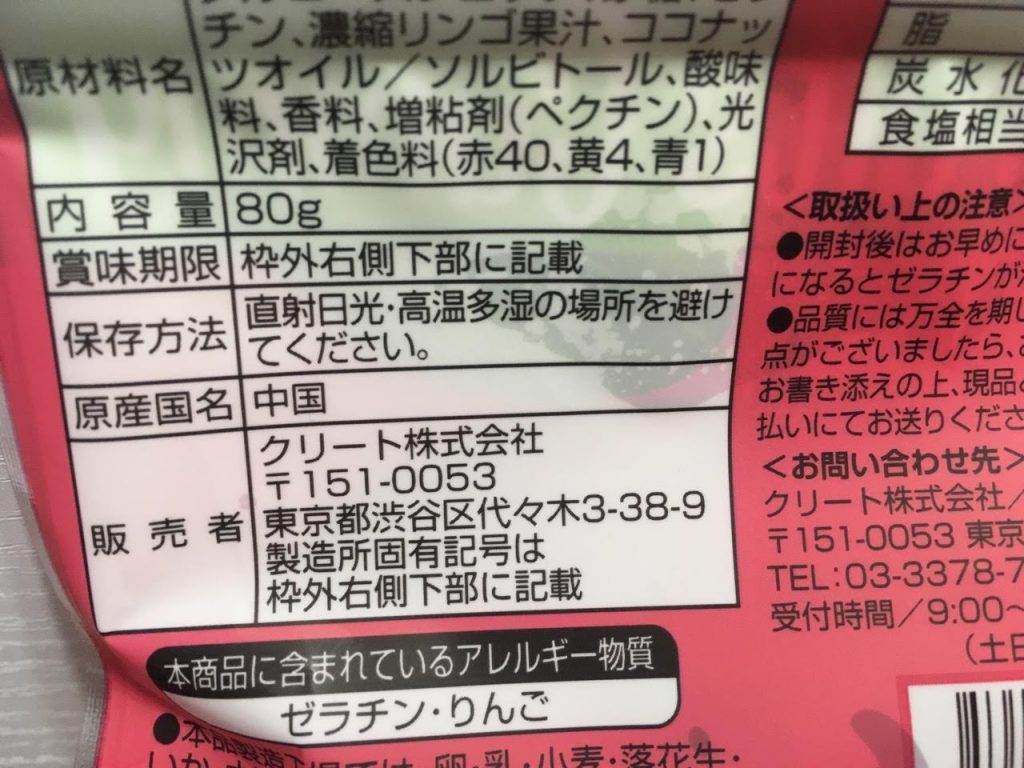 原材料名
チン、濃縮リンゴ果汁、ココナッ
ツオイル／ソルビトール、酸味
料、香料、増粘剤(ペクチン)、光
沢剤、着色料(赤40、黄4、青1)
内容量 80g
賞味期限 枠外右側下部に記載
保存方法 直射日光・高温多湿の場所を避け
てください。
原産国名 中国
販売者 クリート株式会社
〒151-0053
東京都渋谷区代々木3-38-9
製造所固有記号は
枠外右側下部に記載
本商品に含まれているアレルギー物質
ゼラチン・りんご
卵・乳・小麦・落花生・
脂
炭水化
食塩相当
<取扱い上の注意>
●開封後はお早めに
になるとゼラチンが
●品質には万全を期し
点がございましたら、
お書き添えの上、現品
払いにてお送りくださ
<お問い合わせ先>
クリート株式会社／
〒151-0053 東京
TEL:03-3378-7
受付時間／9:00～
(土日